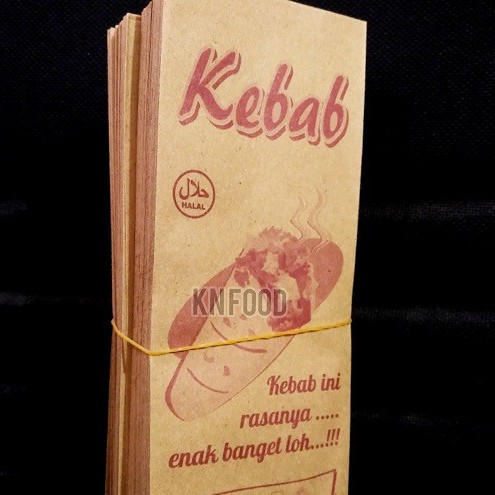 Kebab
حلال
HALAL
KNFOOD
Kebab ini
rasanya .....
enak banget loh...!!!